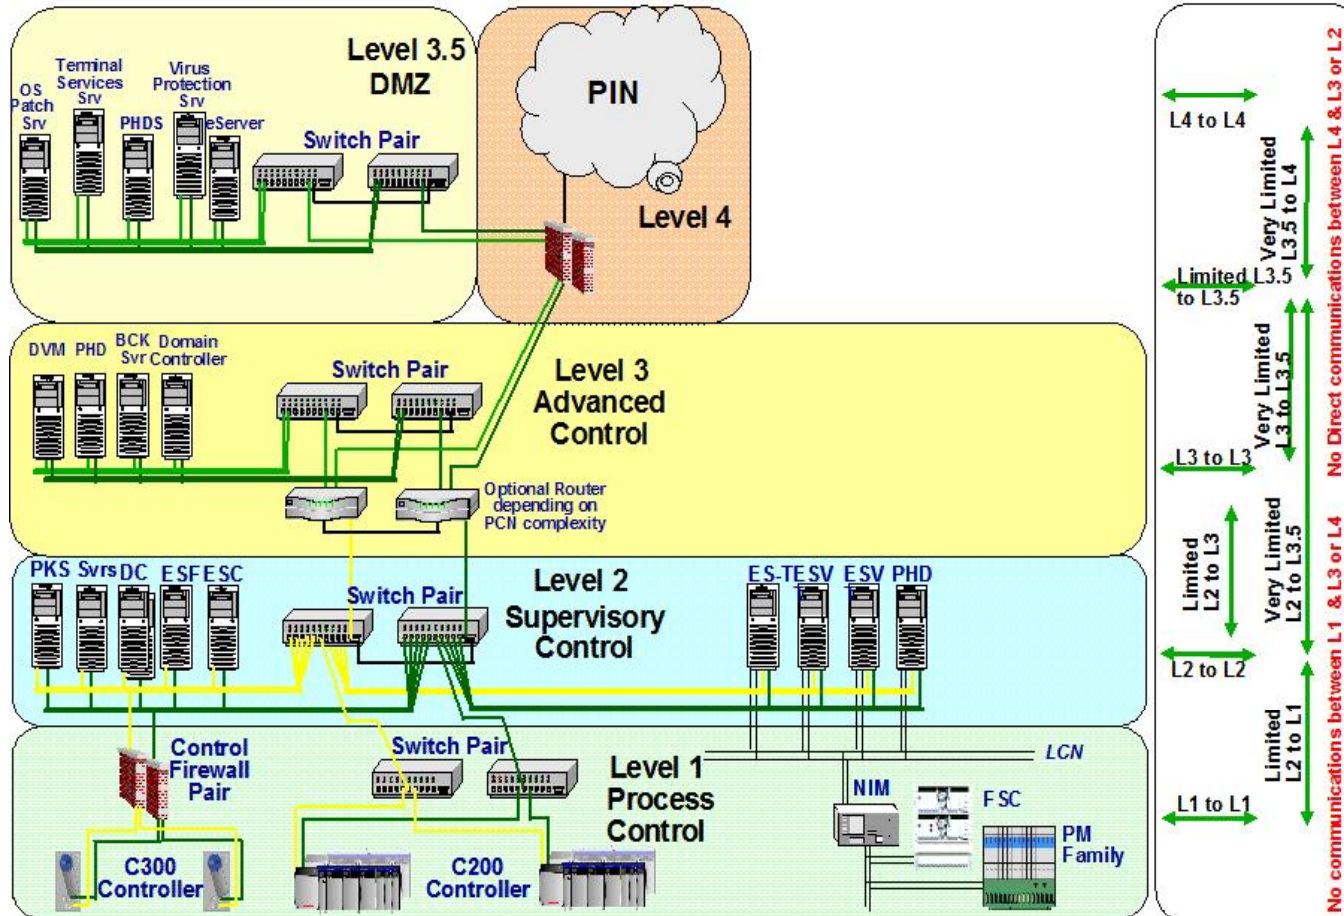 Level 3.5
DMZ
OS
Patch
Srv
Terminal
Services
Srv
PHDS
Virus
Protection
Srv
eServer
Switch Pair
PIN
Level 4
DVM
PHD
BCK
Svr
Domain
Controller
Switch Pair
Level 3
Advanced
Control
Optional Router
depending on
PCN complexity
PKS
Svrs
DC
ESF
ESC
Switch Pair
Level 2
Supervisory
Control
ES-T
ESV
ESV
PHD
Control
Firewall
Pair
Switch Pair
Level 1
Process
Control
C300
Controller
C200
Controller
LCN
NIM
FSC
PM
Family
L4 to L4
Very Limited
L3.5 to L4
Limited L3.5
to L3.5
Very Limited
L3 to L3.5
L3 to L3
Limited
L2 to L3
Very Limited
L2 to L3.5
L2 to L2
Limited
L2 to L1
L1 to L1
No communications between L1 & L3 or L4
No Direct communications between L4 & L3 or L2